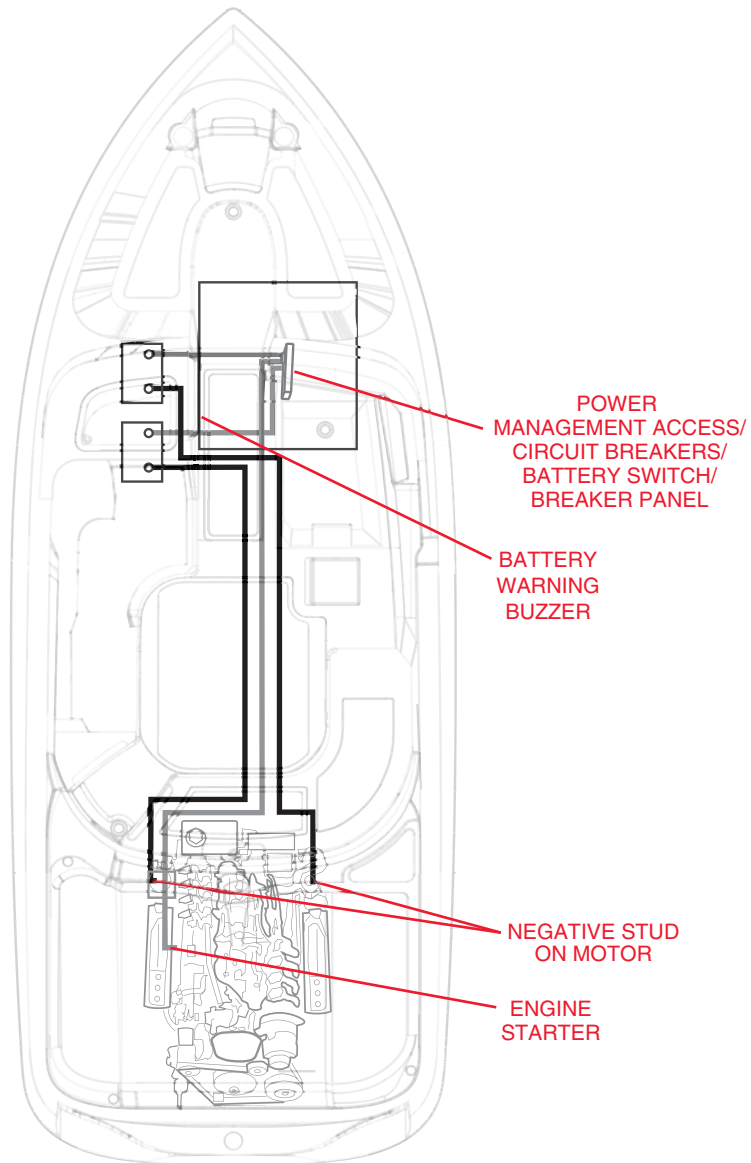 POWER
MANAGEMENT ACCESS/
CIRCUIT BREAKERS/
BATTERY SWITCH/
BREAKER PANEL
BATTERY
WARNING
BUZZER
NEGATIVE STUD
ON MOTOR
ENGINE
STARTER